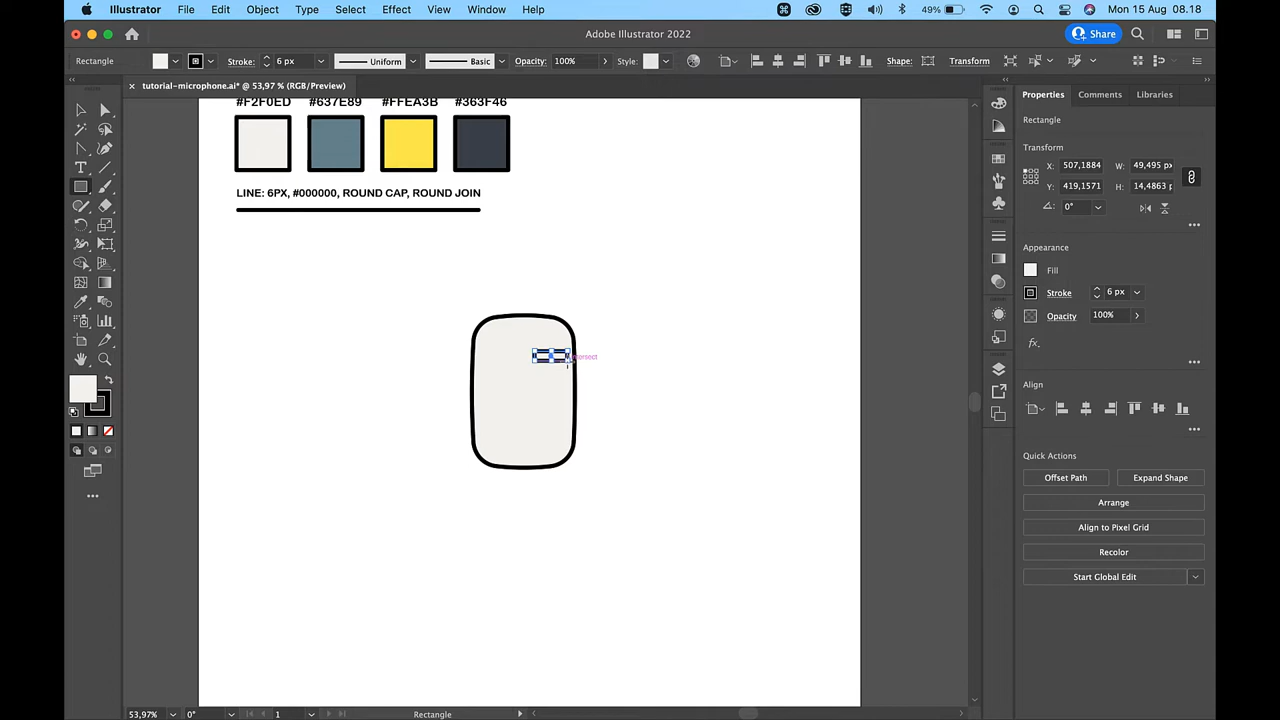 Illustrator File Edit Object Type Select Effect View Window Help 49% Mon 15 Aug 08.18
Adobe Illustrator 2022 Share
Rectangle Stroke: 6 px Uniform Basic Opacity: 100% Style: Shape: Transform
× tutorial-microphone.ai* @ 53,97 % (RGB/Preview)
Properties Comments Libraries
#F2F0ED #637E89 #FFEA3B #363F46
Rectangle
Transform
X: 507,1884 W: 49,495 px
Y: 419,1571 H: 14,4863 p
0°
LINE: 6PX, #000000, ROUND CAP, ROUND JOIN
Appearance
Fill
Stroke 6 px
Opacity 100%
fx.
intersect
Align
Quick Actions
Offset Path Expand Shape
Arrange
Align to Pixel Grid
Recolor
Start Global Edit
53,97% 0° 1 Rectangle